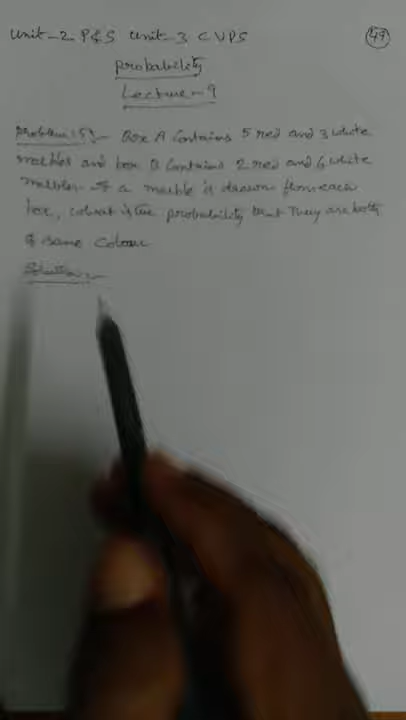 Unit-2 P&S Unit-3 CVPS
49
Probability
Lecture-9
Problem 15:- Box A contains 5 red and 3 white
marbles and box B contains 2 red and 6 white
marbles. If a marble is drawn from each
box, what is the probability that they are both
of same colour
Solution:-